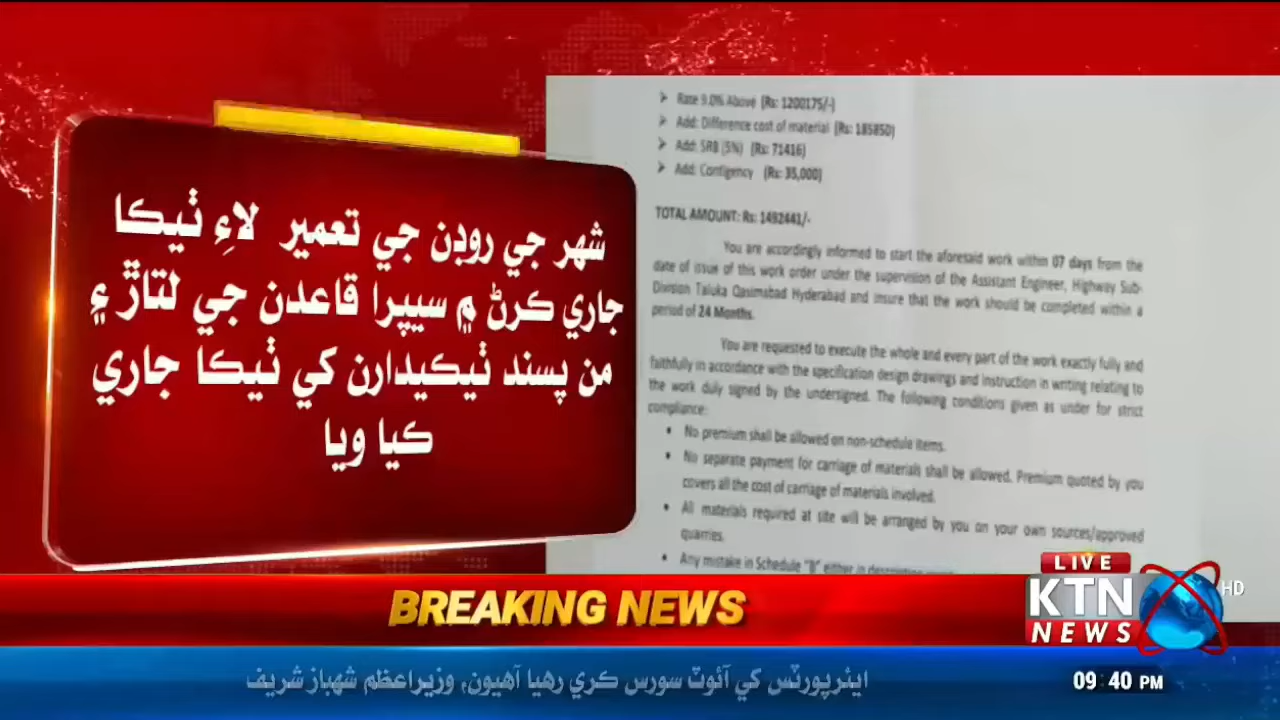 شهر جي روڊن جي تعمير لاءِ ٺيڪا
جاري ڪرڻ ۾ سيپرا قاعدن جي لتاڙ ۽
من پسند ٺيڪيدارن کي ٺيڪا جاري
ڪيا ويا
➤ Rate 9.0% Above (Rs: 1200175/-)
➤ Add: Difference cost of material (Rs: 185850)
➤ Add: SRB (5%) (Rs: 71416)
➤ Add: Contigency (Rs: 35,000)
TOTAL AMOUNT: Rs: 1492441/-
You are accordingly informed to start the aforesaid work within 07 days from the
date of issue of this work order under the supervision of the Assistant Engineer, Highway Sub-
Division Taluka Qasimabad Hyderabad and insure that the work should be completed within a
period of 24 Months.
You are requested to execute the whole and every part of the work exactly fully and
faithfully in accordance with the specification design drawings and instruction in writing relating to
the work duly signed by the undersigned. The following conditions given as under for strict
compliance:
• No premium shall be allowed on non-schedule items.
• No separate payment for carriage of materials shall be allowed. Premium quoted by you
covers all the cost of carriage of materials involved.
• All materials required at site will be arranged by you on your own sources/approved
quarries.
• Any mistake in Schedule "B" either in
BREAKING NEWS
LIVE
KTN HD
NEWS
ايئرپورٽس کي آئوٽ سورس ڪري رهيا آهيون، وزيراعظم شهباز شريف
09:40 PM